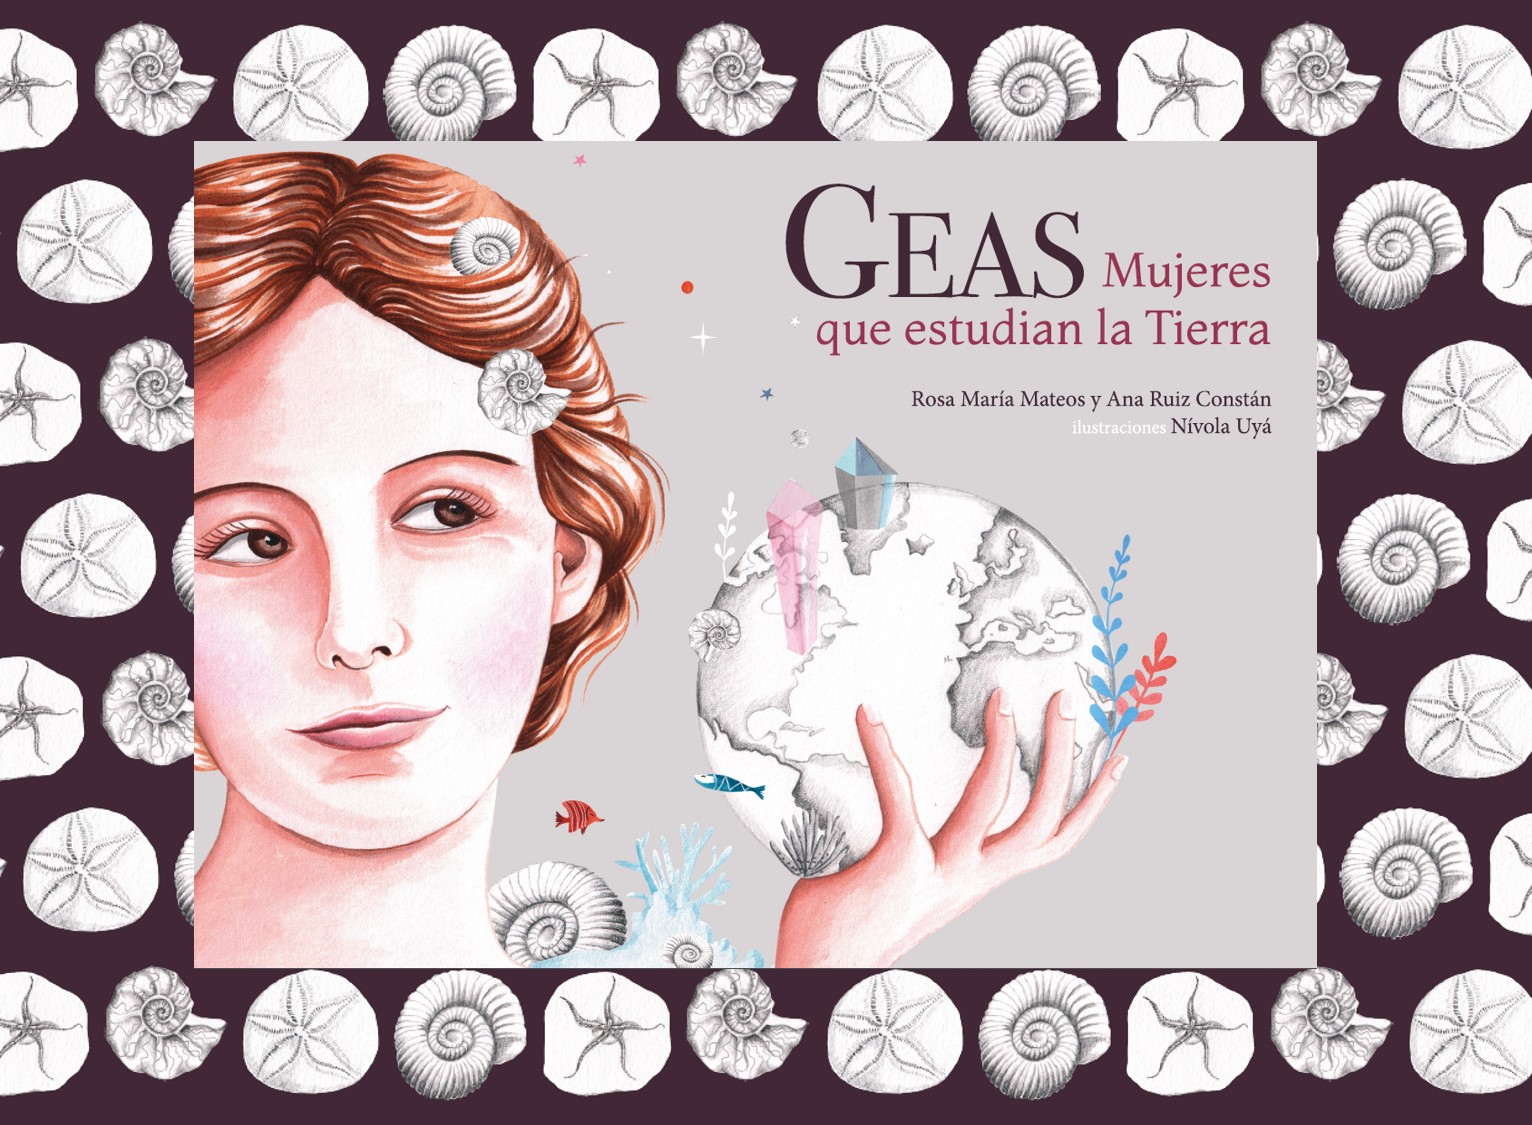 GEAS Mujeres
que estudian la Tierra
Rosa María Mateos y Ana Ruiz Constán
ilustraciones Nívola Uyá